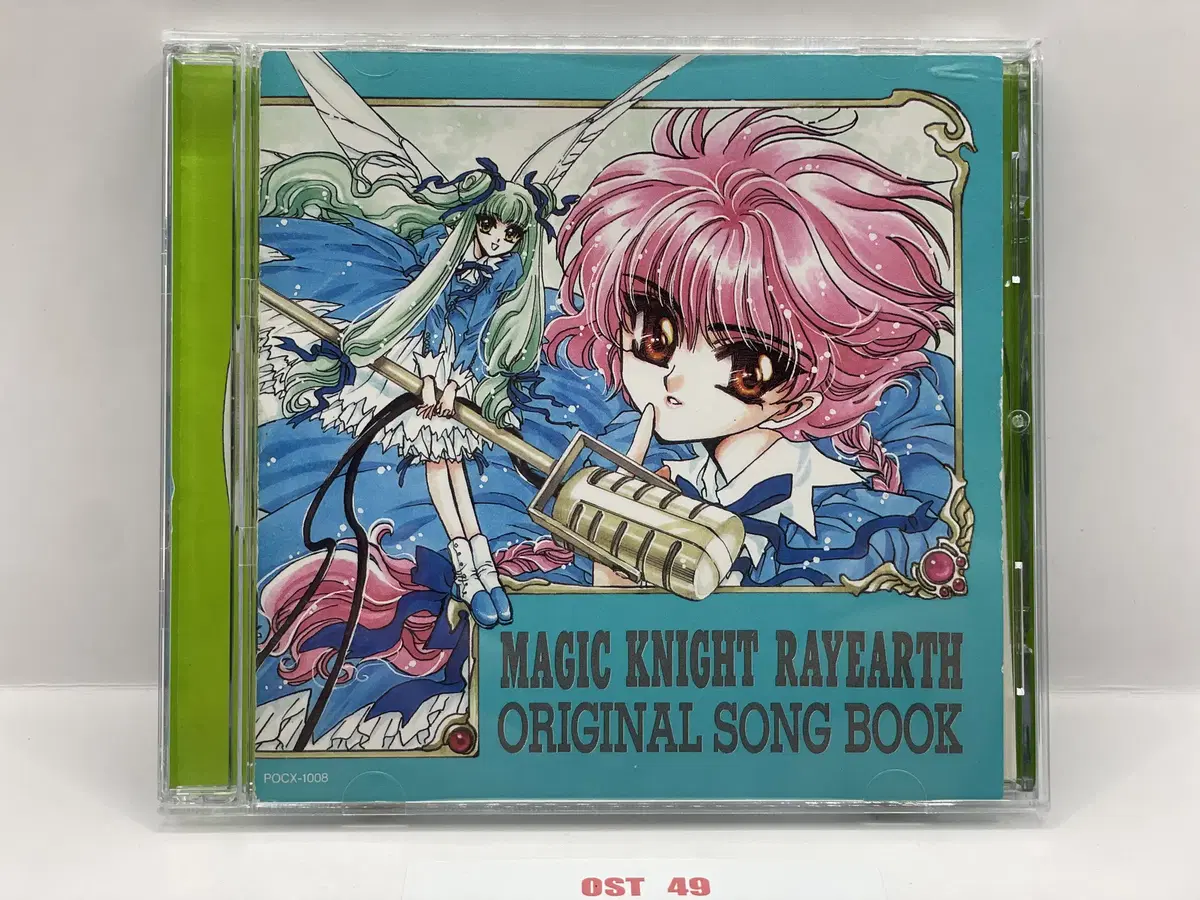 MAGIC KNIGHT RAYEARTH
ORIGINAL SONG BOOK
POCX-1008
OST 49